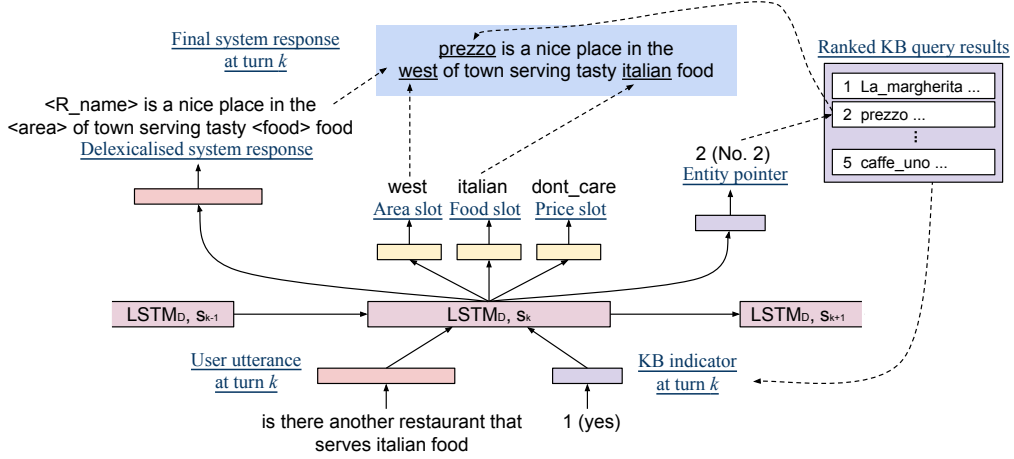 Final system response
at turn k
prezzo is a nice place in the
west of town serving tasty italian food
Ranked KB query results
1 La_margherita ...
2 prezzo ...
⋮
5 caffe_uno ...
<R_name> is a nice place in the
<area> of town serving tasty <food> food
Delexicalised system response
west
Area slot
italian
Food slot
dont_care
Price slot
2 (No. 2)
Entity pointer
LSTMD, sk-1
LSTMD, sk
LSTMD, sk+1
User utterance
at turn k
KB indicator
at turn k
is there another restaurant that
serves italian food
1 (yes)